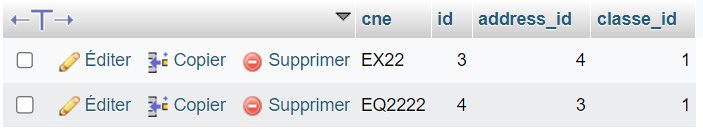 cne id address_id classe_id
Éditer Copier Supprimer EX22 3 4 1
Éditer Copier Supprimer EQ2222 4 3 1